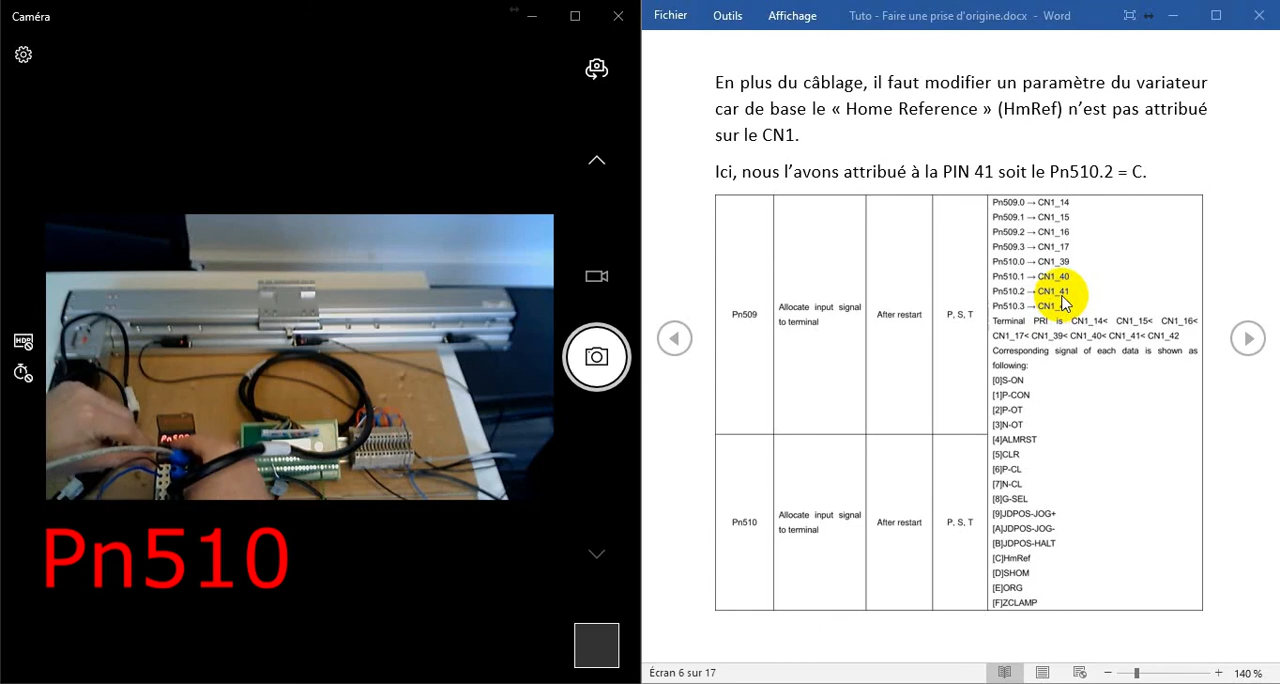 Caméra
Pn510
Fichier Outils Affichage Tuto - Faire une prise d'origine.docx - Word
En plus du câblage, il faut modifier un paramètre du variateur
car de base le « Home Reference » (HmRef) n'est pas attribué
sur le CN1.
Ici, nous l'avons attribué à la PIN 41 soit le Pn510.2 = C.
Pn509
Allocate input signal
to terminal
After restart
P, S, T
Pn510
Allocate input signal
to terminal
After restart
P, S, T
Pn509.0 → CN1_14
Pn509.1 → CN1_15
Pn509.2 → CN1_16
Pn509.3 → CN1_17
Pn510.0 → CN1_39
Pn510.1 → CN1_40
Pn510.2 → CN1_41
Pn510.3 →
Terminal PRI is CN1_14< CN1_15< CN1_16<
CN1_17< CN1_39< CN1_40< CN1_41< CN1_42
Corresponding signal of each data is shown as
following:
[0]S-ON
[1]P-CON
[2]P-OT
[3]N-OT
[4]ALMRST
[5]CLR
[6]P-CL
[7]N-CL
[8]G-SEL
[9]JDPOS-JOG+
[A]JDPOS-JOG-
[B]JDPOS-HALT
[C]HmRef
[D]SHOM
[E]ORG
[F]ZCLAMP
Écran 6 sur 17
140 %